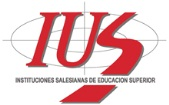 IUS
INSTITUCIONES SALESIANAS DE EDUCACION SUPERIOR